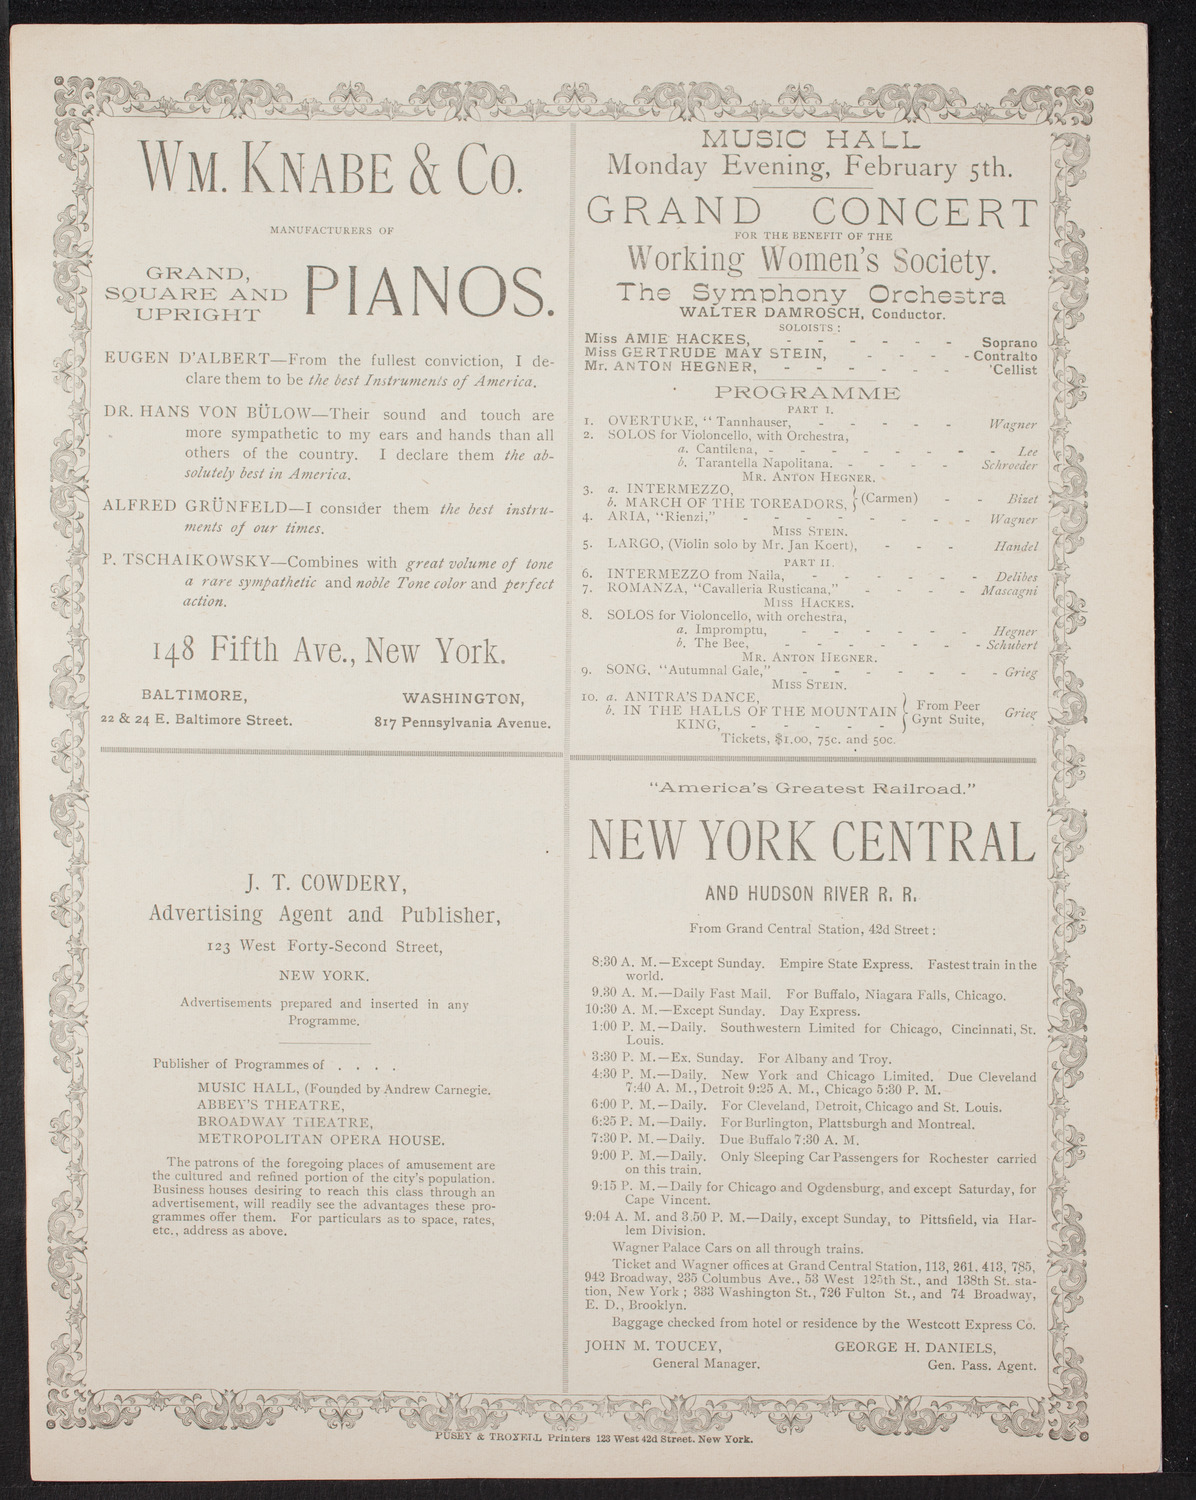 WM. KNABE & CO.
MANUFACTURERS OF
GRAND,
SQUARE AND
UPRIGHT
PIANOS.
EUGEN D'ALBERT—From the fullest conviction, I de-
clare them to be the best Instruments of America.
DR. HANS VON BÜLOW—Their sound and touch are
more sympathetic to my ears and hands than all
others of the country. I declare them the ab-
solutely best in America.
ALFRED GRÜNFELD—I consider them the best instru-
ments of our times.
P. TSCHAIKOWSKY—Combines with great volume of tone
a rare sympathetic and noble Tone color and perfect
action.
148 Fifth Ave., New York.
BALTIMORE,
22 & 24 E. Baltimore Street.
WASHINGTON,
817 Pennsylvania Avenue.
J. T. COWDERY,
Advertising Agent and Publisher,
123 West Forty-Second Street,
NEW YORK.
Advertisements prepared and inserted in any
Programme.
Publisher of Programmes of . . . .
MUSIC HALL, (Founded by Andrew Carnegie.
ABBEY'S THEATRE,
BROADWAY THEATRE,
METROPOLITAN OPERA HOUSE.
The patrons of the foregoing places of amusement are
the cultured and refined portion of the city's population.
Business houses desiring to reach this class through an
advertisement, will readily see the advantages these pro-
grammes offer them. For particulars as to space, rates,
etc., address as above.
MUSIC HALL
Monday Evening, February 5th.
GRAND CONCERT
FOR THE BENEFIT OF THE
Working Women's Society.
The Symphony Orchestra
WALTER DAMROSCH, Conductor.
SOLOISTS:
Miss AMIE HACKES, - - - - - - Soprano
Miss GERTRUDE MAY STEIN, - - - - Contralto
Mr. ANTON HEGNER, - - - - - - 'Cellist
PROGRAMME
PART I.
1. OVERTURE, "Tannhauser, - - - - - Wagner
2. SOLOS for Violoncello, with Orchestra,
a. Cantilena, - - - - - - - - Lee
b. Tarantella Napolitana. - - - - Schroeder
MR. ANTON HEGNER.
3. a. INTERMEZZO,
b. MARCH OF THE TOREADORS, } (Carmen) - - Bizet
4. ARIA, "Rienzi," - - - - - - - - Wagner
MISS STEIN.
5. LARGO, (Violin solo by Mr. Jan Koert), - - - Handel
PART II.
6. INTERMEZZO from Naila, - - - - - - Delibes
7. ROMANZA, "Cavalleria Rusticana," - - - - Mascagni
MISS HACKES.
8. SOLOS for Violoncello, with orchestra,
a. Impromptu, - - - - - - Hegner
b. The Bee, - - - - - - - Schubert
MR. ANTON HEGNER.
9. SONG, "Autumnal Gale," - - - - - - - Grieg
MISS STEIN.
10. a. ANITRA'S DANCE,
b. IN THE HALLS OF THE MOUNTAIN
KING, - - - - - } From Peer
Gynt Suite, Grieg
Tickets, $1.00, 75c. and 50c.
"America's Greatest Railroad."
NEW YORK CENTRAL
AND HUDSON RIVER R. R.
From Grand Central Station, 42d Street:
8:30 A. M.—Except Sunday. Empire State Express. Fastest train in the
world.
9.30 A. M.—Daily Fast Mail. For Buffalo, Niagara Falls, Chicago.
10:30 A. M.—Except Sunday. Day Express.
1:00 P. M.—Daily. Southwestern Limited for Chicago, Cincinnati, St.
Louis.
3:30 P. M.—Ex. Sunday. For Albany and Troy.
4:30 P. M.—Daily. New York and Chicago Limited. Due Cleveland
7:40 A. M., Detroit 9:25 A. M., Chicago 5:30 P. M.
6:00 P. M.—Daily. For Cleveland, Detroit, Chicago and St. Louis.
6:25 P. M.—Daily. For Burlington, Plattsburgh and Montreal.
7:30 P. M.—Daily. Due Buffalo 7:30 A. M.
9:00 P. M.—Daily. Only Sleeping Car Passengers for Rochester carried
on this train.
9:15 P. M.—Daily for Chicago and Ogdensburg, and except Saturday, for
Cape Vincent.
9:04 A. M. and 3:50 P. M.—Daily, except Sunday, to Pittsfield, via Har-
lem Division.
Wagner Palace Cars on all through trains.
Ticket and Wagner offices at Grand Central Station, 113, 261, 413, 785,
942 Broadway, 235 Columbus Ave., 53 West 125th St., and 138th St. sta-
tion, New York; 333 Washington St., 726 Fulton St., and 74 Broadway,
E. D., Brooklyn.
Baggage checked from hotel or residence by the Westcott Express Co.
JOHN M. TOUCEY,
General Manager.
GEORGE H. DANIELS,
Gen. Pass. Agent.
PUSEY & TROXELL Printers 123 West 42d Street. New York.